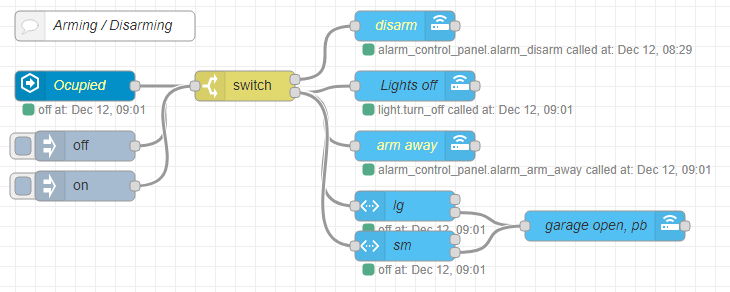 Arming / Disarming
disarm
alarm_control_panel.alarm_disarm called at: Dec 12, 08:29
Ocupied
off at: Dec 12, 09:01
switch
Lights off
light.turn_off called at: Dec 12, 09:01
off
arm away
alarm_control_panel.alarm_arm_away called at: Dec 12, 09:01
on
lg
off at: Dec 12, 09:01
garage open, pb
sm
off at: Dec 12, 09:01